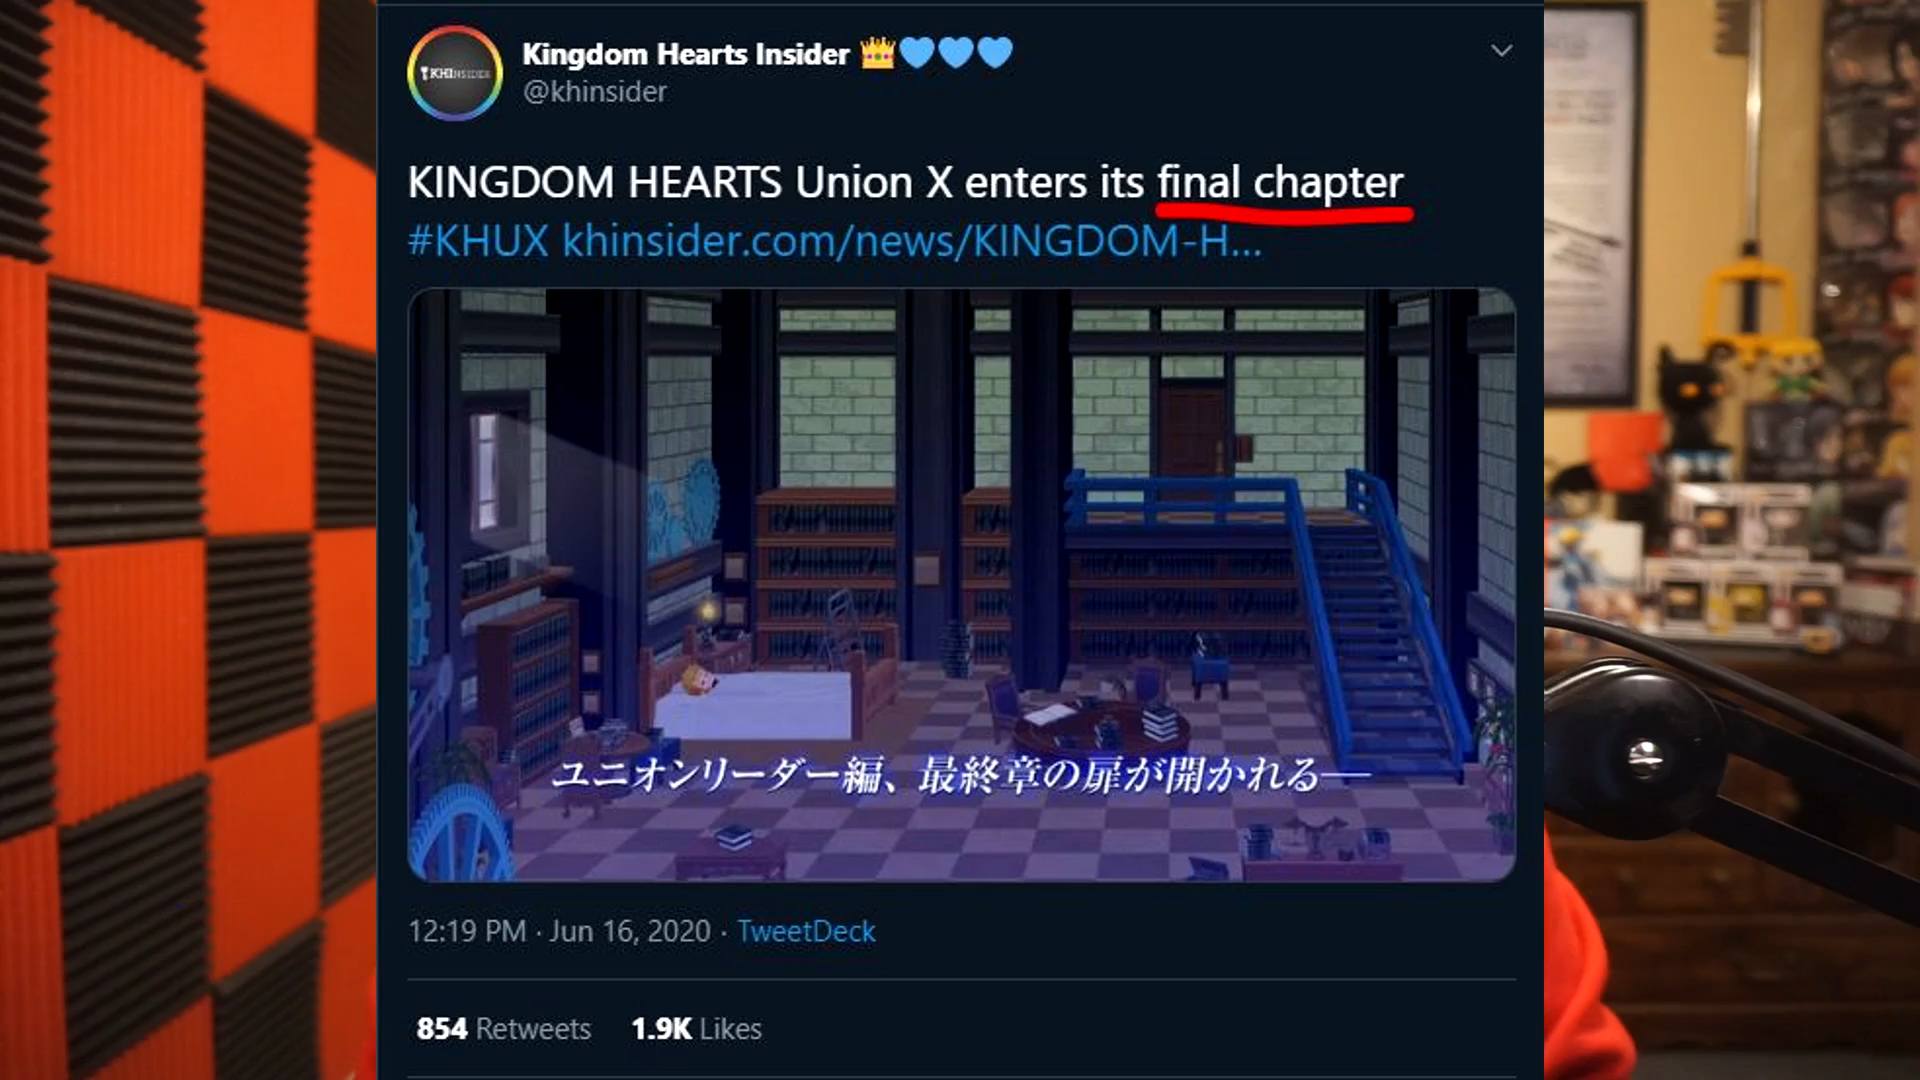 KHINSIDER
Kingdom Hearts Insider 👑💙💙💙
@khinsider
KINGDOM HEARTS Union X enters its final chapter
#KHUX khinsider.com/news/KINGDOM-H...
ユニオンリーダー編、最終章の扉が開かれる—
12:19 PM · Jun 16, 2020 · TweetDeck
854 Retweets 1.9K Likes